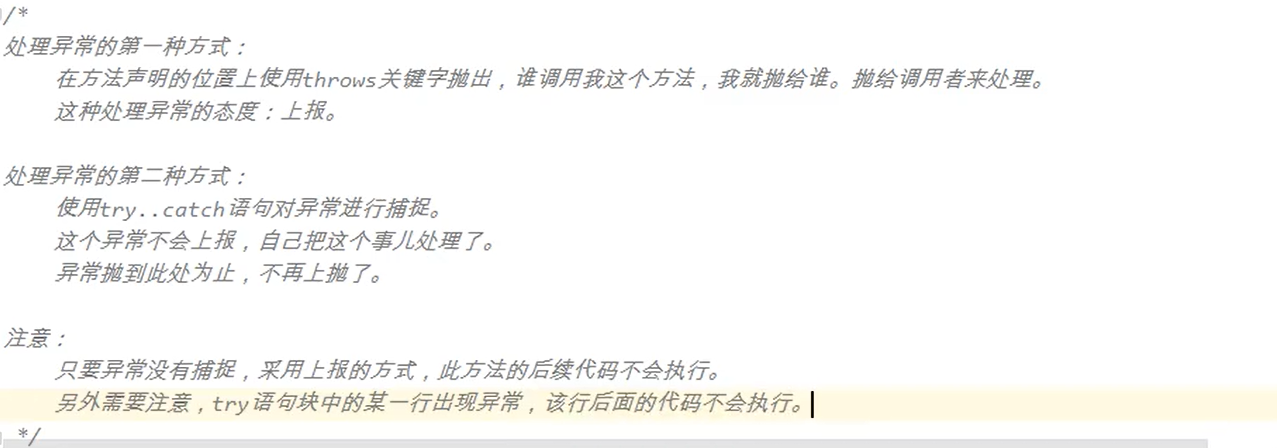 /*
处理异常的第一种方式：
在方法声明的位置上使用throws关键字抛出，谁调用我这个方法，我就抛给谁。抛给调用者来处理。
这种处理异常的态度：上报。
处理异常的第二种方式：
使用try..catch语句对异常进行捕捉。
这个异常不会上报，自己把这个事儿处理了。
异常抛到此处为止，不再上抛了。
注意：
只要异常没有捕捉，采用上报的方式，此方法的后续代码不会执行。
另外需要注意，try语句块中的某一行出现异常，该行后面的代码不会执行。
*/